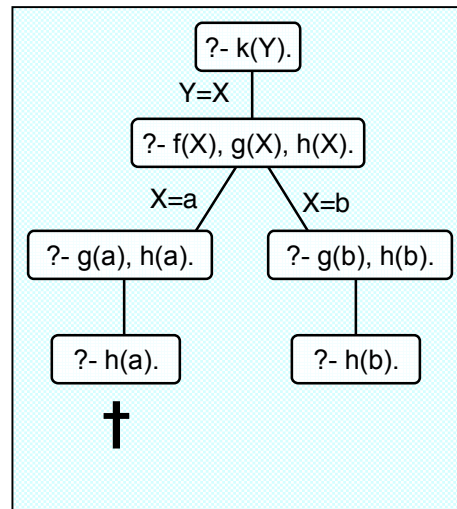 ?- k(Y).
Y=X
?- f(X), g(X), h(X).
X=a
X=b
?- g(a), h(a).
?- g(b), h(b).
?- h(a).
?- h(b).
†